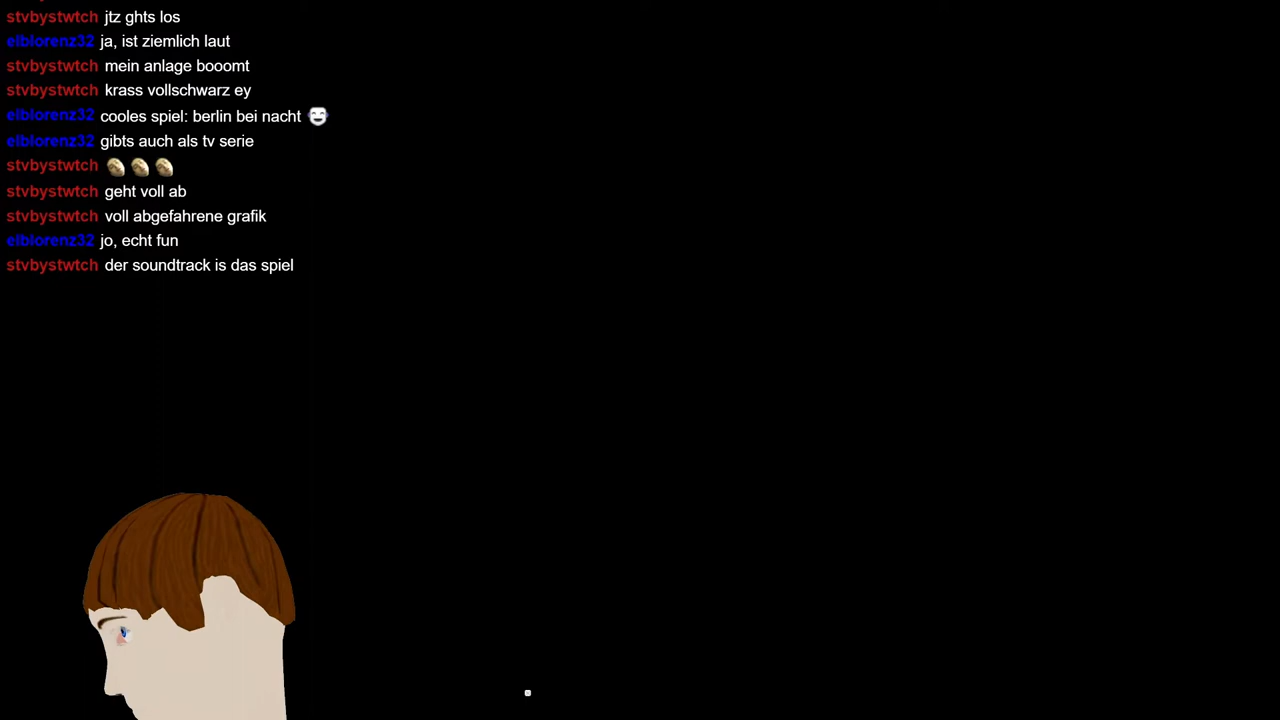 stvbystwtch jtz ghts los
elblorenz32 ja, ist ziemlich laut
stvbystwtch mein anlage booomt
stvbystwtch krass vollschwarz ey
elblorenz32 cooles spiel: berlin bei nacht
elblorenz32 gibts auch als tv serie
stvbystwtch
stvbystwtch geht voll ab
stvbystwtch voll abgefahrene grafik
elblorenz32 jo, echt fun
stvbystwtch der soundtrack is das spiel